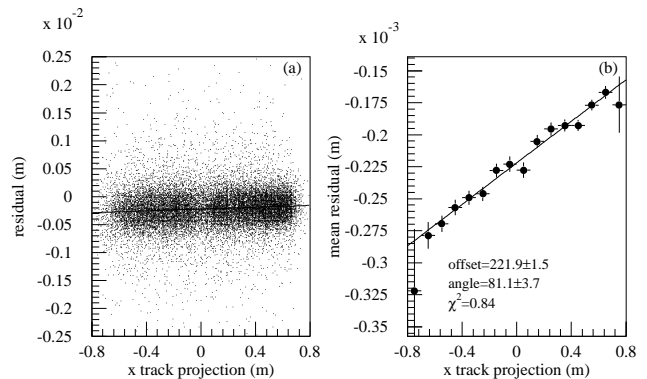 x 10⁻²
residual (m)
0.25
0.2
0.15
0.1
0.05
0
-0.05
-0.1
-0.15
-0.2
-0.25
(a)
-0.8
-0.4
0
0.4
0.8
x track projection (m)
x 10⁻³
mean residual (m)
-0.15
-0.175
-0.2
-0.225
-0.25
-0.275
-0.3
-0.325
-0.35
(b)
offset=221.9±1.5
angle=81.1±3.7
χ²=0.84
-0.8
-0.4
0
0.4
0.8
x track projection (m)